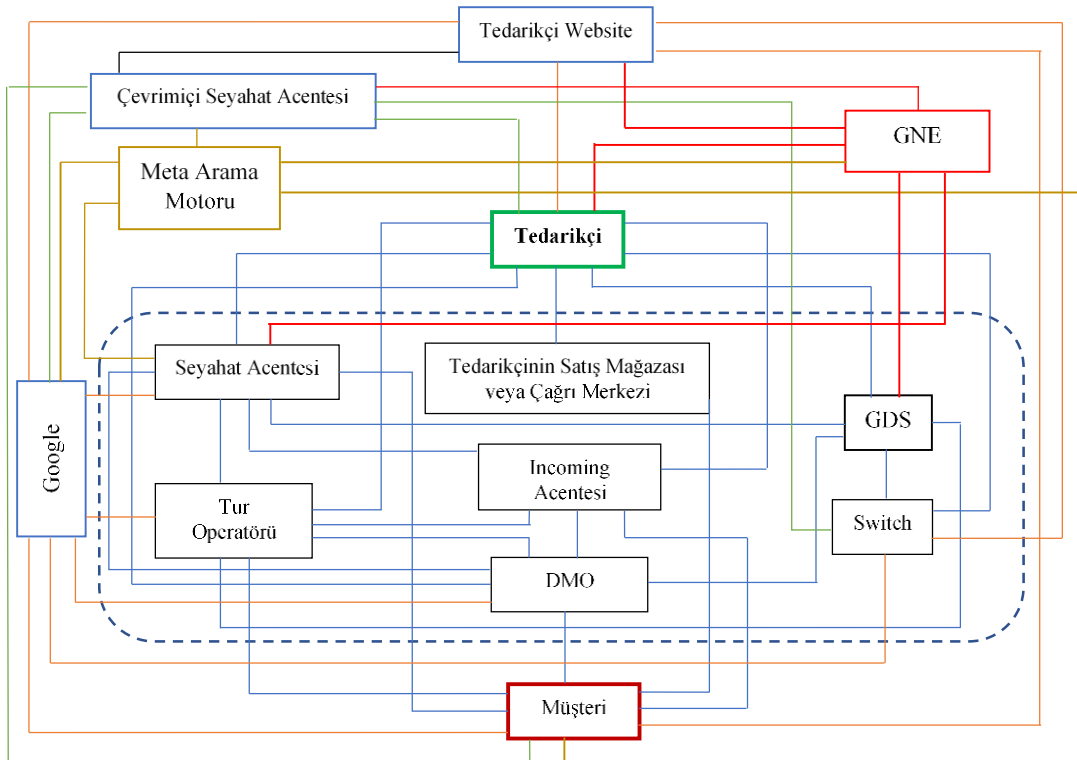 Tedarikçi Website
Çevrimiçi Seyahat Acentesi
GNE
Meta Arama
Motoru
Tedarikçi
Seyahat Acentesi
Tedarikçinin Satış Mağazası
veya Çağrı Merkezi
GDS
Google
Incoming
Acentesi
Tur
Operatörü
Switch
DMO
Müşteri